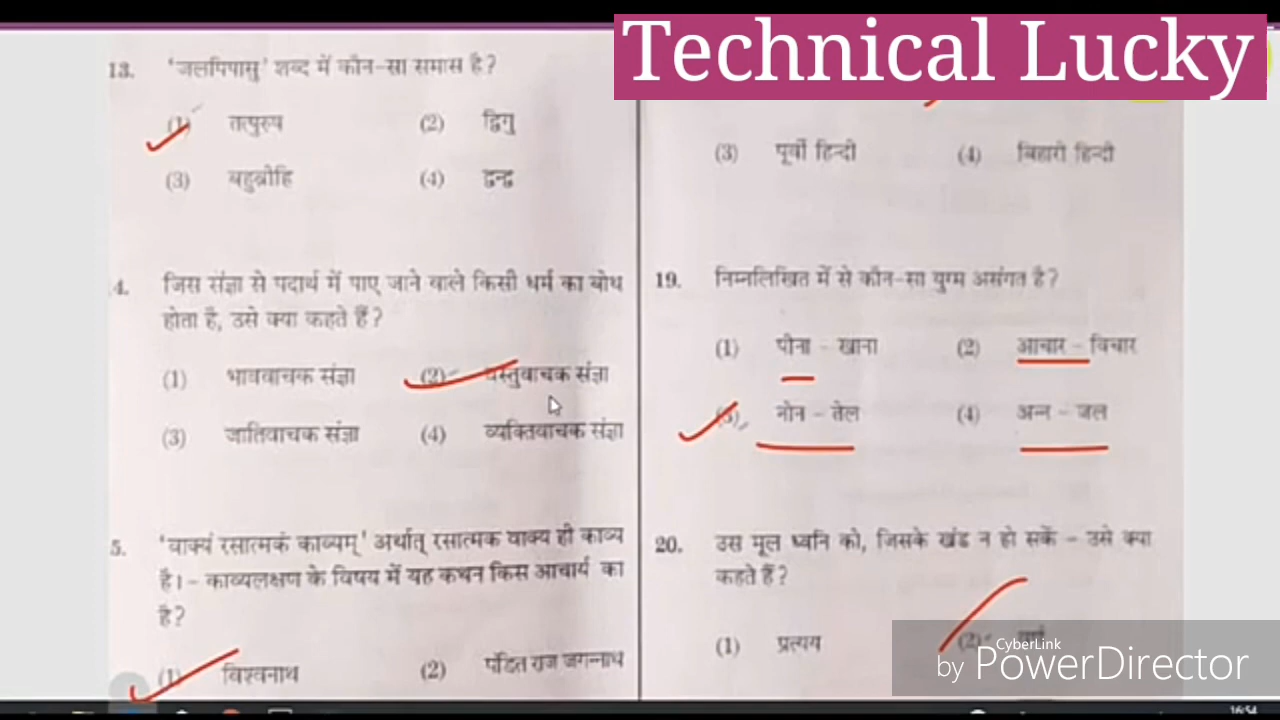 Technical Lucky
13. 'जलपिपासु' शब्द में कौन-सा समास है?
(1) तत्पुरुष (2) द्विगु
(3) बहुव्रीहि (4) द्वन्द्व
4. जिस संज्ञा से पदार्थ में पाए जाने वाले किसी धर्म का बोध
होता है, उसे क्या कहते हैं?
(1) भाववाचक संज्ञा (2) वस्तुवाचक संज्ञा
(3) जातिवाचक संज्ञा (4) व्यक्तिवाचक संज्ञा
5. 'वाक्यं रसात्मकं काव्यम्' अर्थात् रसात्मक वाक्य ही काव्य
है। - काव्यलक्षण के विषय में यह कथन किस आचार्य का
है?
(1) विश्वनाथ (2) पंडित राज जगन्नाथ
(3) पूर्वी हिन्दी (4) बिहारी हिन्दी
19. निम्नलिखित में से कौन-सा युग्म असंगत है?
(1) पीना - खाना (2) आचार - विचार
(3) नोन - तेल (4) अन्न - जल
20. उस मूल ध्वनि को, जिसके खंड न हो सकें - उसे क्या
कहते हैं?
(1) प्रत्यय (2)
CyberLink
by PowerDirector
16:54